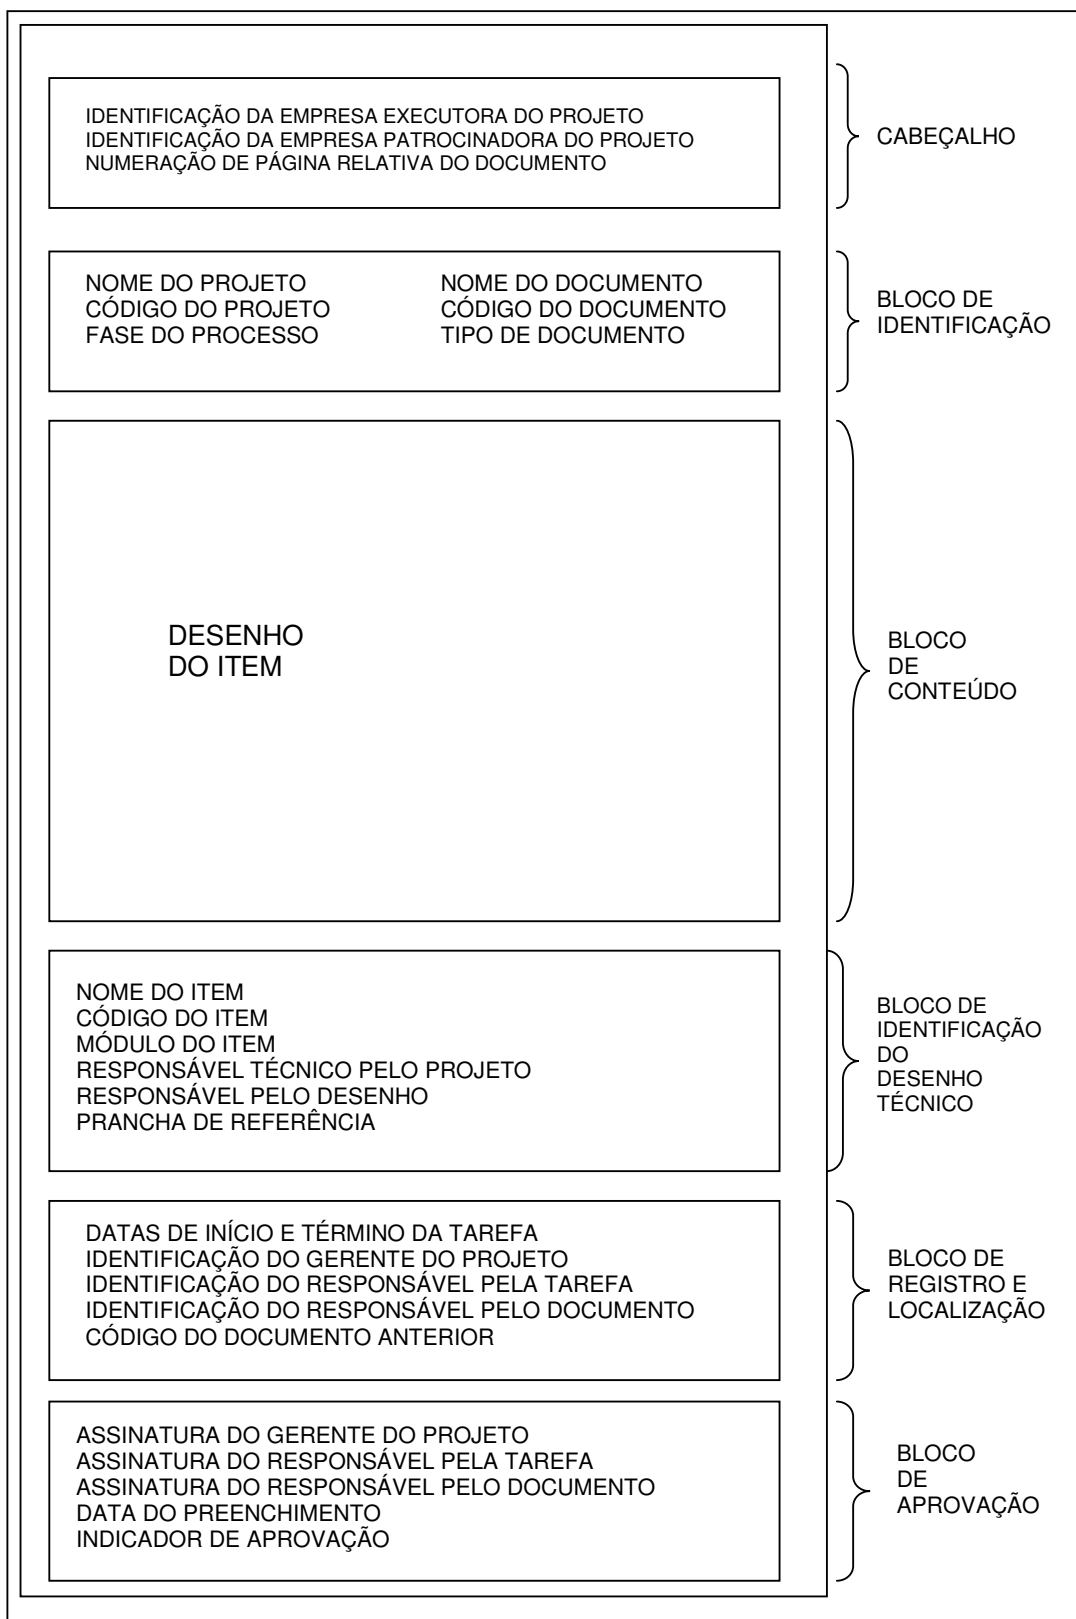 IDENTIFICAÇÃO DA EMPRESA EXECUTORA DO PROJETO
IDENTIFICAÇÃO DA EMPRESA PATROCINADORA DO PROJETO
NUMERAÇÃO DE PÁGINA RELATIVA DO DOCUMENTO
CABEÇALHO
NOME DO PROJETO
CÓDIGO DO PROJETO
FASE DO PROCESSO
NOME DO DOCUMENTO
CÓDIGO DO DOCUMENTO
TIPO DE DOCUMENTO
BLOCO DE
IDENTIFICAÇÃO
DESENHO
DO ITEM
BLOCO
DE
CONTEÚDO
NOME DO ITEM
CÓDIGO DO ITEM
MÓDULO DO ITEM
RESPONSÁVEL TÉCNICO PELO PROJETO
RESPONSÁVEL PELO DESENHO
PRANCHA DE REFERÊNCIA
BLOCO DE
IDENTIFICAÇÃO
DO
DESENHO
TÉCNICO
DATAS DE INÍCIO E TÉRMINO DA TAREFA
IDENTIFICAÇÃO DO GERENTE DO PROJETO
IDENTIFICAÇÃO DO RESPONSÁVEL PELA TAREFA
IDENTIFICAÇÃO DO RESPONSÁVEL PELO DOCUMENTO
CÓDIGO DO DOCUMENTO ANTERIOR
BLOCO DE
REGISTRO E
LOCALIZAÇÃO
ASSINATURA DO GERENTE DO PROJETO
ASSINATURA DO RESPONSÁVEL PELA TAREFA
ASSINATURA DO RESPONSÁVEL PELO DOCUMENTO
DATA DO PREENCHIMENTO
INDICADOR DE APROVAÇÃO
BLOCO
DE
APROVAÇÃO